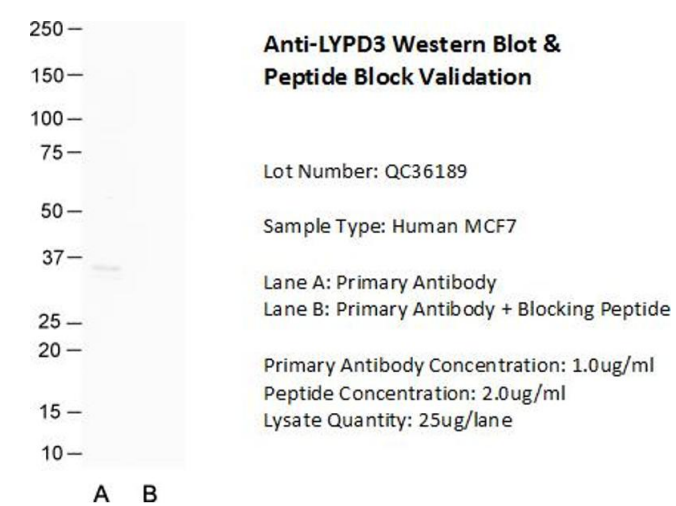 250
150
100
75
50
37
25
20
15
10
A B
Anti-LYPD3 Western Blot &
Peptide Block Validation
Lot Number: QC36189
Sample Type: Human MCF7
Lane A: Primary Antibody
Lane B: Primary Antibody + Blocking Peptide
Primary Antibody Concentration: 1.0ug/ml
Peptide Concentration: 2.0ug/ml
Lysate Quantity: 25ug/lane